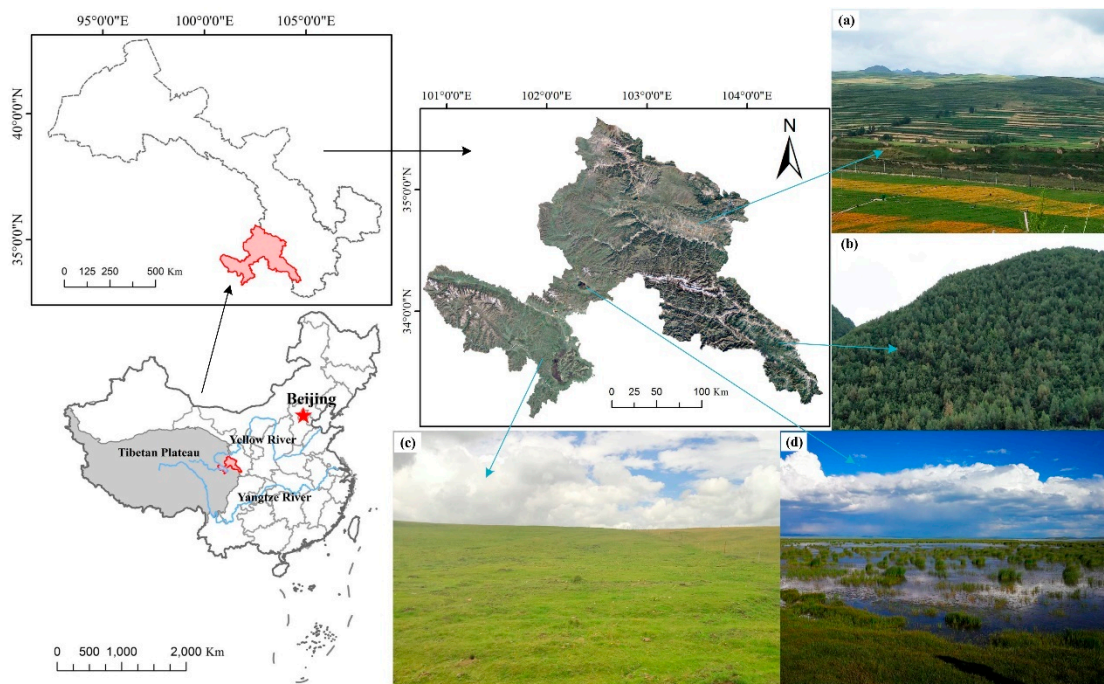 95°0'0"E 100°0'0"E 105°0'0"E
40°0'0"N
35°0'0"N
0 125 250 500 Km
101°0'0"E 102°0'0"E 103°0'0"E 104°0'0"E
N
35°0'0"N
34°0'0"N
0 25 50 100 Km
(a)
(b)
Beijing
Yellow River
Tibetan Plateau
Yangtze River
0 500 1,000 2,000 Km
(c)
(d)